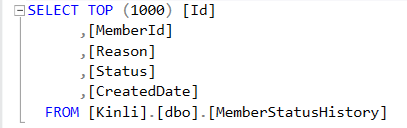 SELECT TOP (1000) [Id]
,[MemberId]
,[Reason]
,[Status]
,[CreatedDate]
FROM [Kinli].[dbo].[MemberStatusHistory]